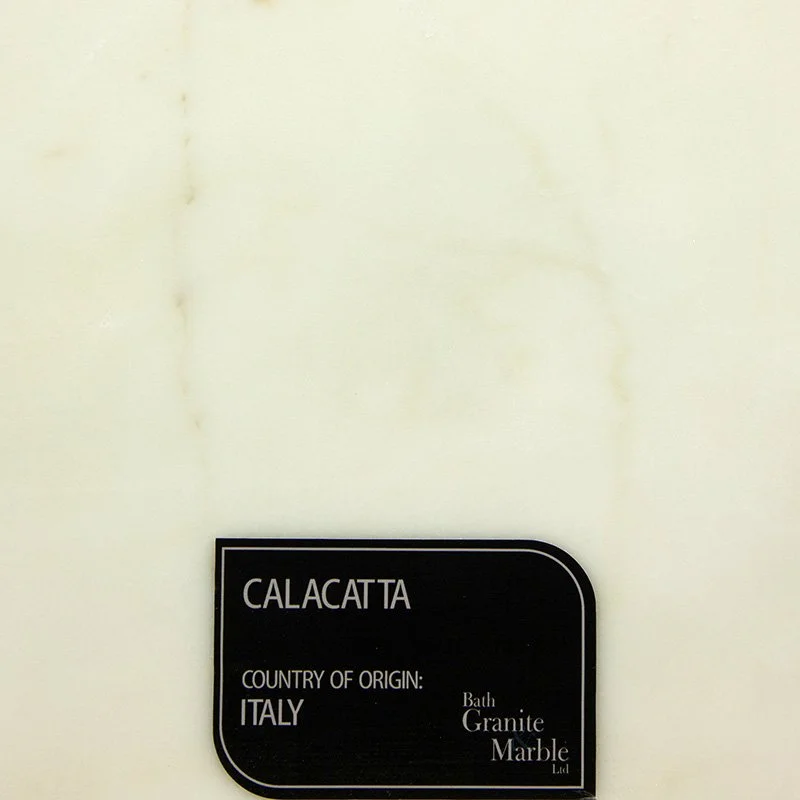 CALACATTA
COUNTRY OF ORIGIN:
ITALY
Bath
Granite
Marble
Ltd